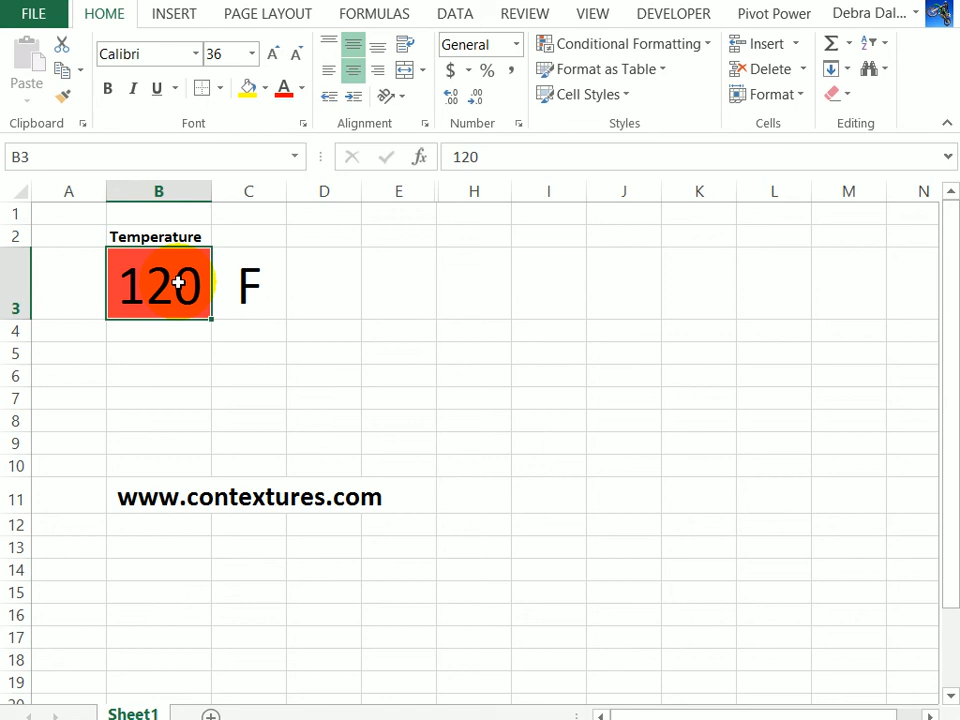 FILE HOME INSERT PAGE LAYOUT FORMULAS DATA REVIEW VIEW DEVELOPER Pivot Power Debra Dal...
Paste
Calibri 36 A A
B I U A
General
$ % ,
Conditional Formatting
Format as Table
Cell Styles
Insert
Delete
Format
Clipboard Font Alignment Number Styles Cells Editing
B3 fx 120
A B C D E H I J K L M N
1
2 Temperature
3 120 F
4
5
6
7
8
9
10
11 www.contextures.com
12
13
14
15
16
17
18
19
20
Sheet1